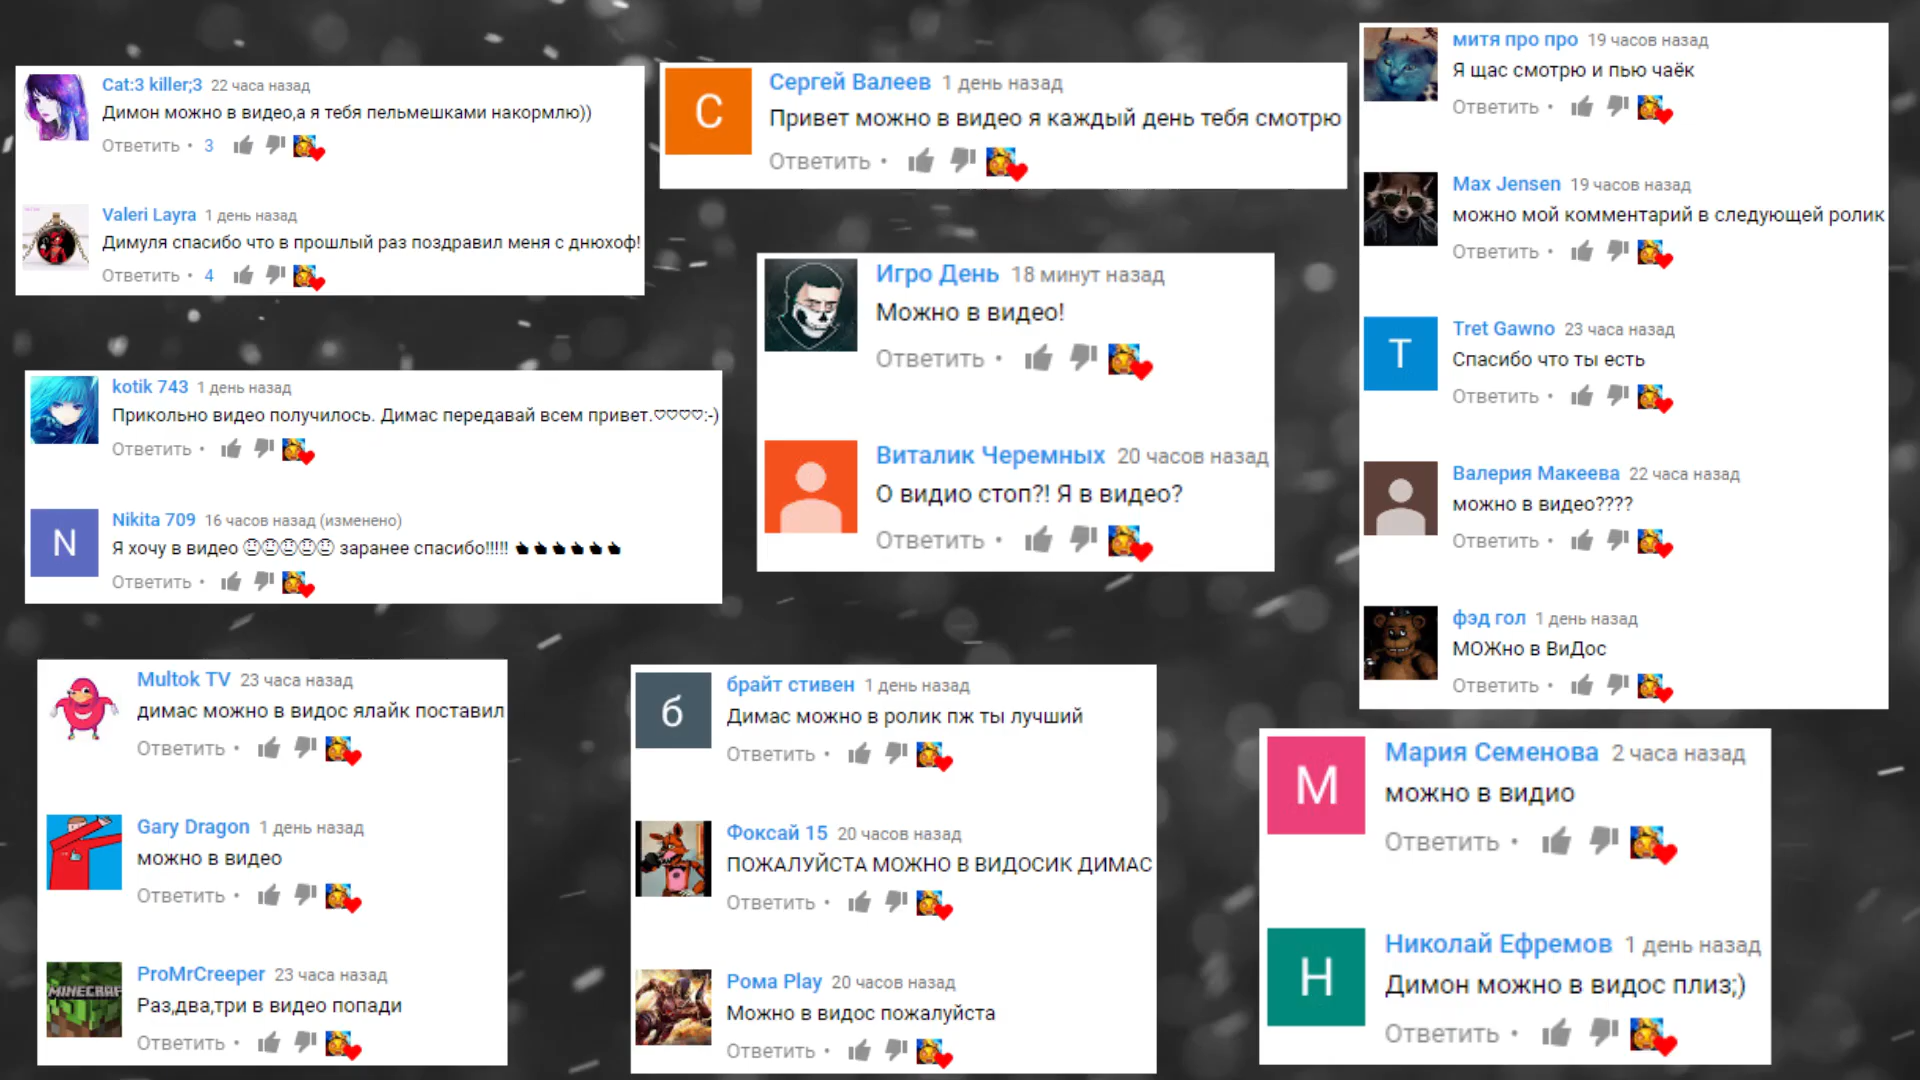 Cat:3 killer;3 22 часа назад
Димон можно в видео,а я тебя пельмешками накормлю))
Ответить • 3
Valeri Layra 1 день назад
Димуля спасибо что в прошлый раз поздравил меня с днюхоф!
Ответить • 4
С
Сергей Валеев 1 день назад
Привет можно в видео я каждый день тебя смотрю
Ответить •
митя про про 19 часов назад
Я щас смотрю и пью чаёк
Ответить •
Max Jensen 19 часов назад
можно мой комментарий в следующей ролик
Ответить •
T
Tret Gawno 23 часа назад
Спасибо что ты есть
Ответить •
Валерия Макеева 22 часа назад
можно в видео????
Ответить •
фэд гол 1 день назад
МОЖно в ВиДос
Ответить •
Игро День 18 минут назад
Можно в видео!
Ответить •
Виталик Черемных 20 часов назад
О видио стоп?! Я в видео?
Ответить •
kotik 743 1 день назад
Прикольно видео получилось. Димас передавай всем привет.♡♡♡♡:-)
Ответить •
N
Nikita 709 16 часов назад (изменено)
Я хочу в видео 😇😇😇😇😇 заранее спасибо!!!!! 👍👍👍👍👍👍
Ответить •
Multok TV 23 часа назад
димас можно в видос ялайк поставил
Ответить •
Gary Dragon 1 день назад
можно в видео
Ответить •
MINECRAF
ProMrCreeper 23 часа назад
Раз,два,три в видео попади
Ответить •
б
брайт стивен 1 день назад
Димас можно в ролик пж ты лучший
Ответить •
Фоксай 15 20 часов назад
ПОЖАЛУЙСТА МОЖНО В ВИДОСИК ДИМАС
Ответить •
Рома Play 20 часов назад
Можно в видос пожалуйста
Ответить •
М
Мария Семенова 2 часа назад
можно в видио
Ответить •
Н
Николай Ефремов 1 день назад
Димон можно в видос плиз;)
Ответить •